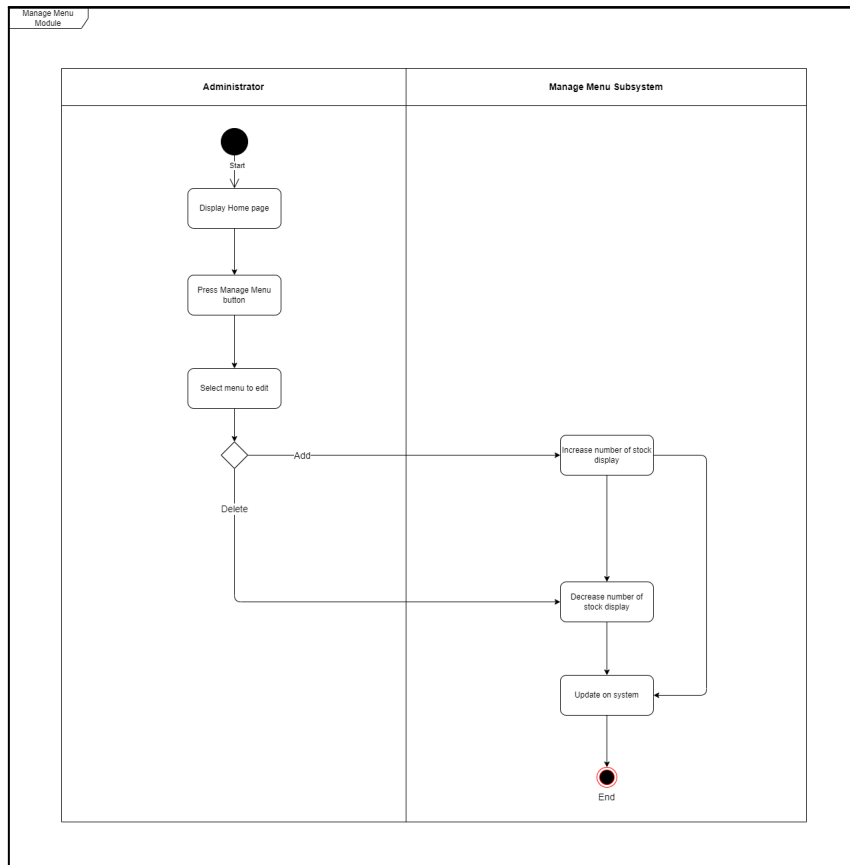 Manage Menu
Module
Administrator
Manage Menu Subsystem
Start
Display Home page
Press Manage Menu
button
Select menu to edit
Add
Increase number of stock
display
Delete
Decrease number of
stock display
Update on system
End